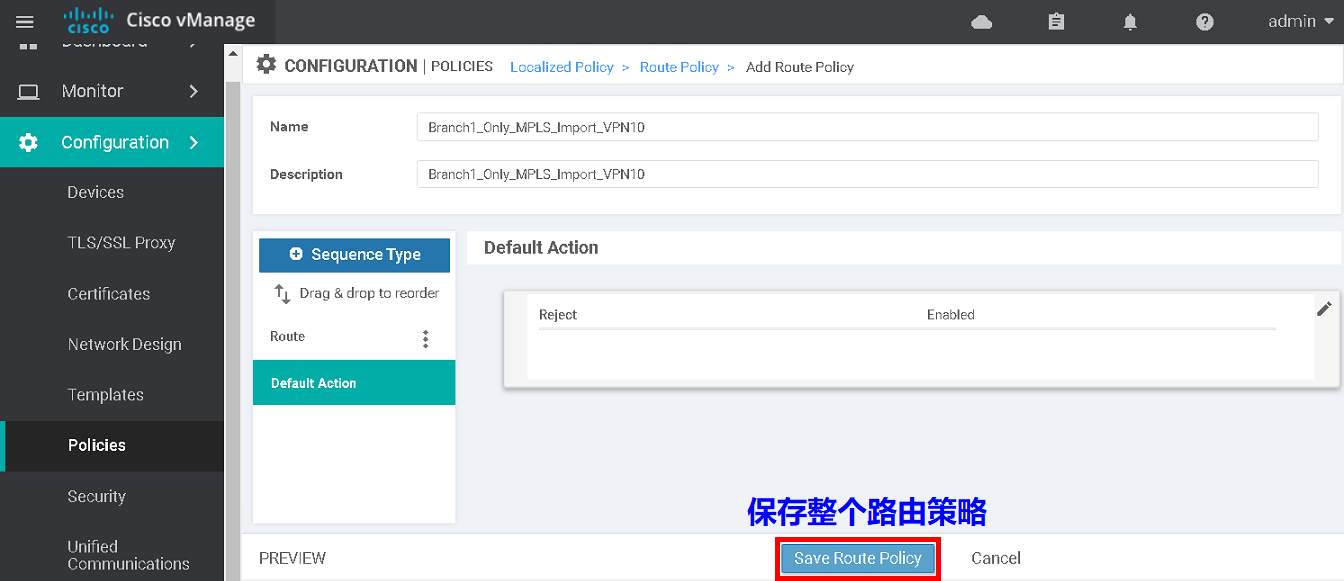 Cisco vManage
cisco
admin
Dashboard
Monitor
Configuration
Devices
TLS/SSL Proxy
Certificates
Network Design
Templates
Policies
Security
Unified
Communications
CONFIGURATION | POLICIES Localized Policy > Route Policy > Add Route Policy
Name Branch1_Only_MPLS_Import_VPN10
Description Branch1_Only_MPLS_Import_VPN10
Sequence Type
Drag & drop to reorder
Route
Default Action
Default Action
Reject Enabled
保存整个路由策略
PREVIEW Save Route Policy Cancel